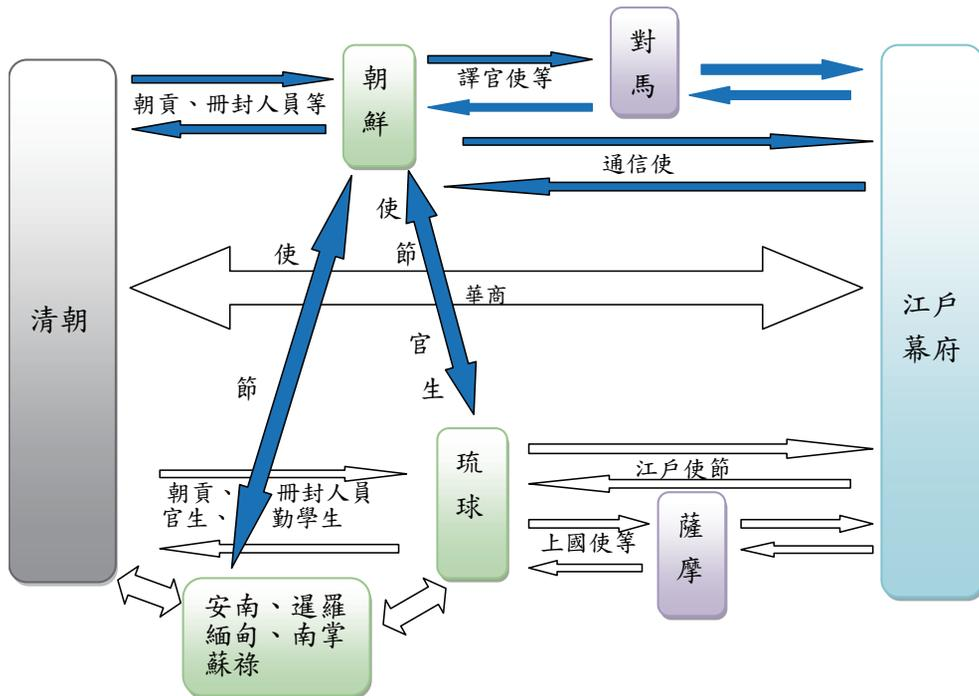 對
馬
朝
鮮
譯官使等
朝貢、冊封人員等
通信使
使
節
使
節
官
生
華商
清朝
江戶
幕府
琉
球
江戶使節
朝貢、 冊封人員
官生、 勤學生
上國使等
薩
摩
安南、暹羅
緬甸、南掌
蘇祿